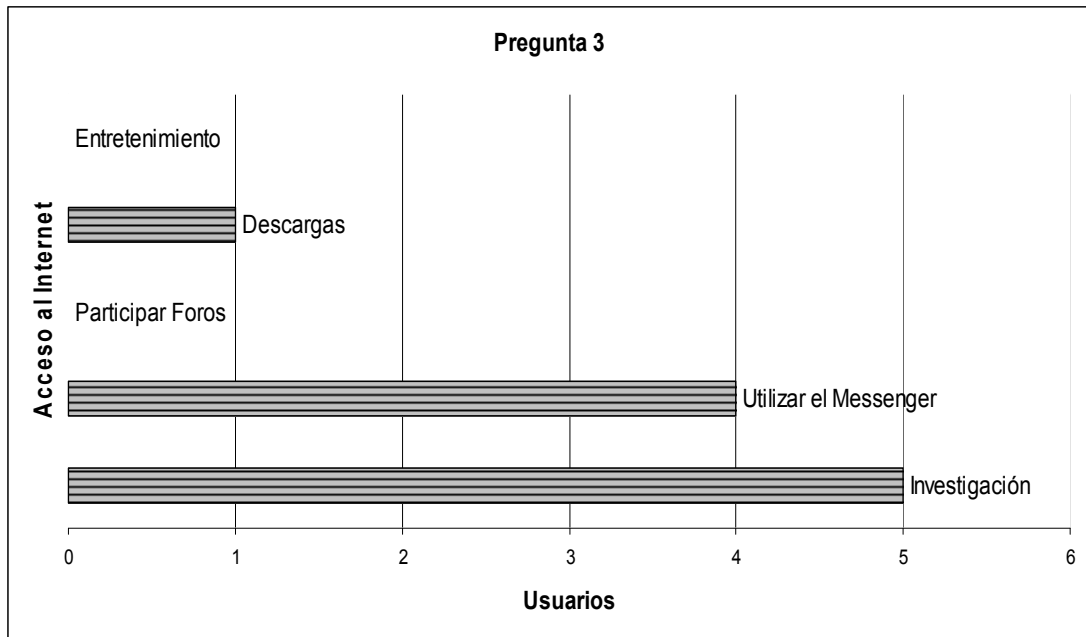 Pregunta 3
Entretenimiento
Descargas
Participar Foros
Utilizar el Messenger
Investigación
Acceso al Internet
0 1 2 3 4 5 6
Usuarios